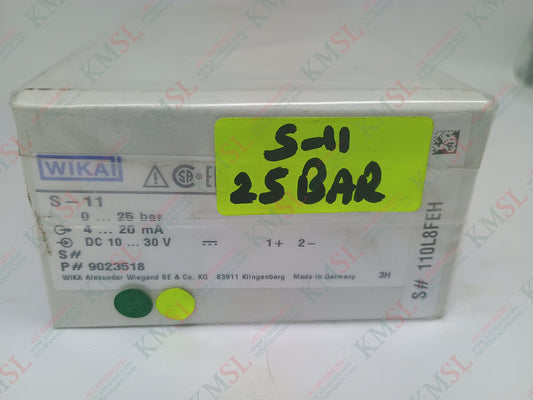 WIKA
S-11
25 BAR
S-11
0 ... 25 bar
4 ... 20 mA
DC 10 ... 30 V
1+ 2-
S#
P# 9023518
WIKA Alexander Wiegand SE & Co. KG 63911 Klingenberg Made in Germany 3H
S# 110L8FEH
KMSL